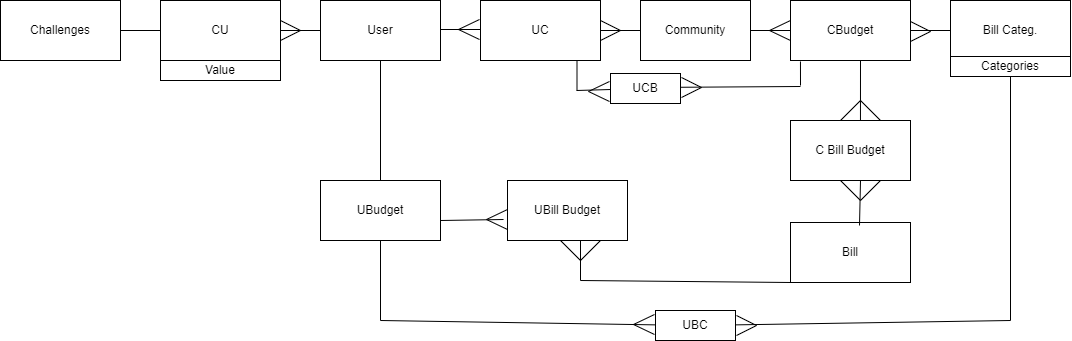 Challenges
CU
Value
User
UC
Community
CBudget
Bill Categ.
Categories
UCB
C Bill Budget
UBudget
UBill Budget
Bill
UBC